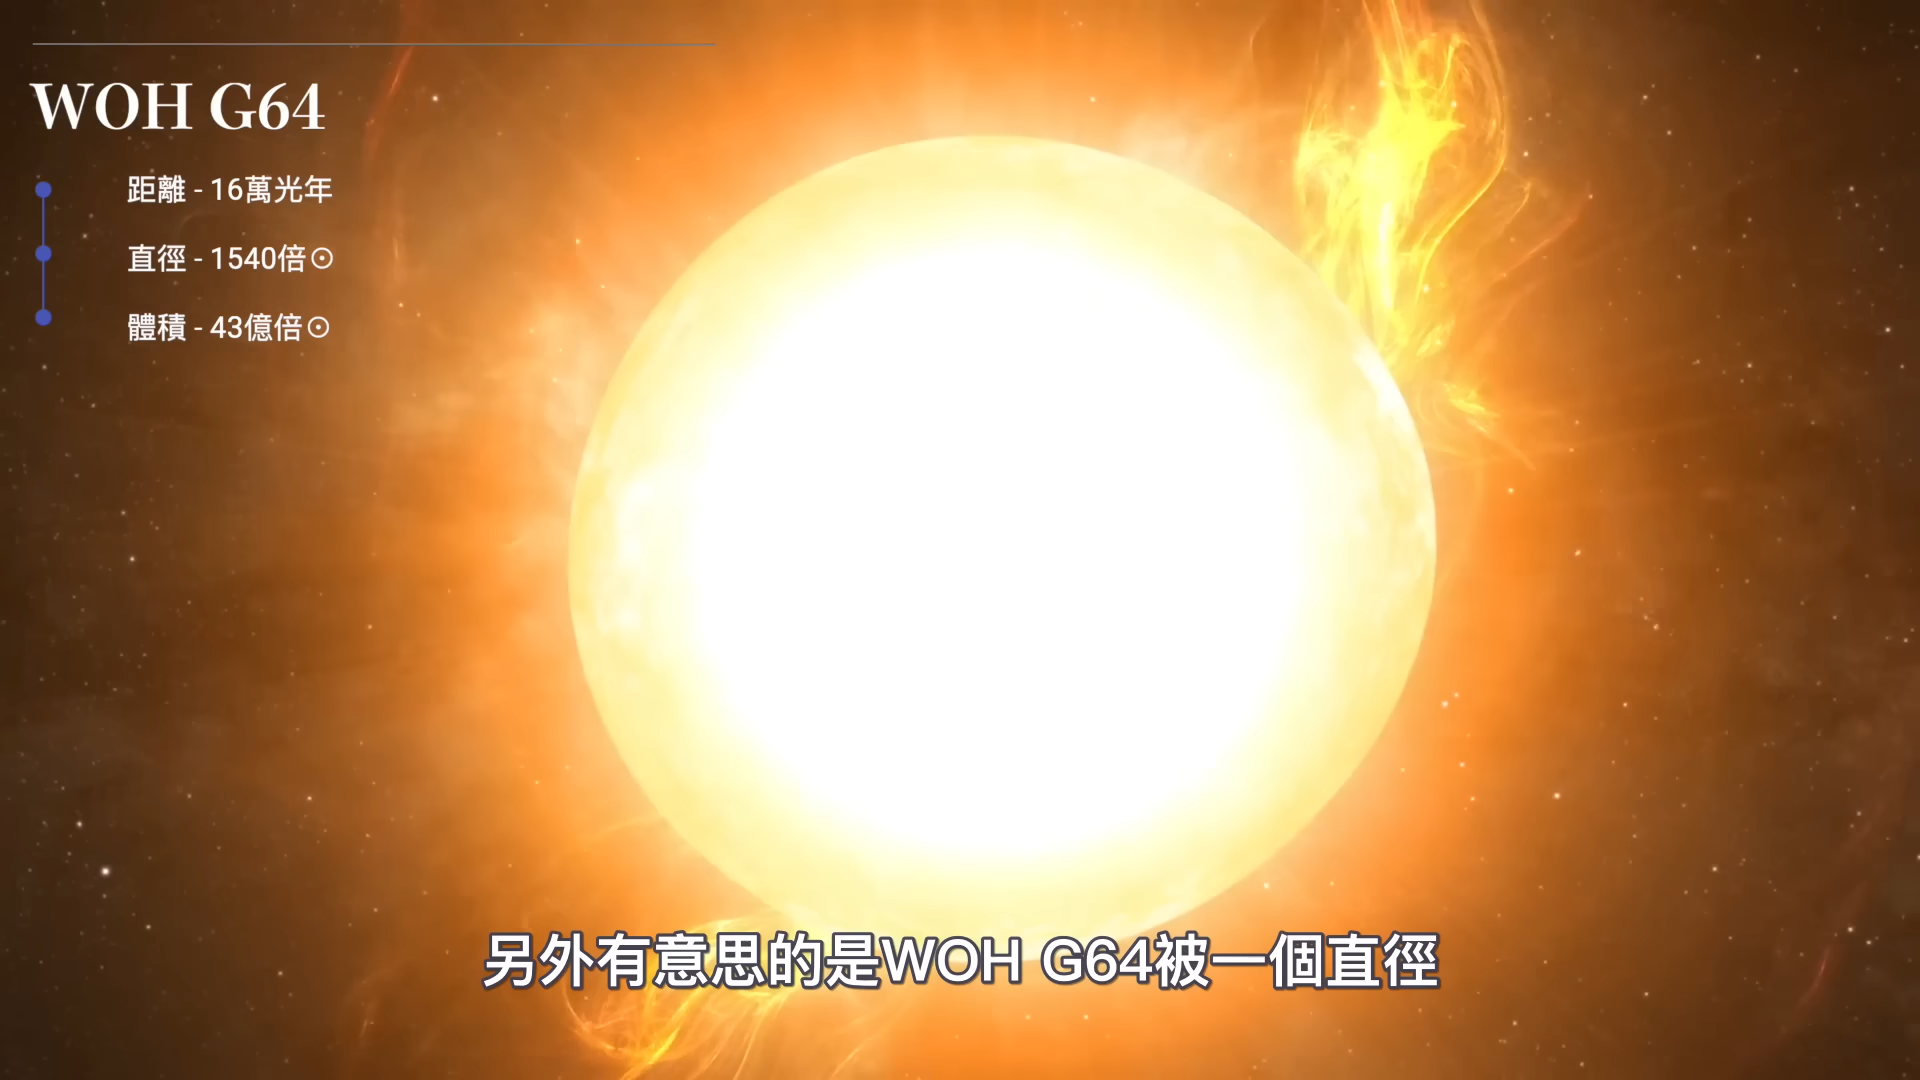 WOH G64
距離 - 16萬光年
直徑 - 1540倍☉
體積 - 43億倍☉
另外有意思的是WOH G64被一個直徑